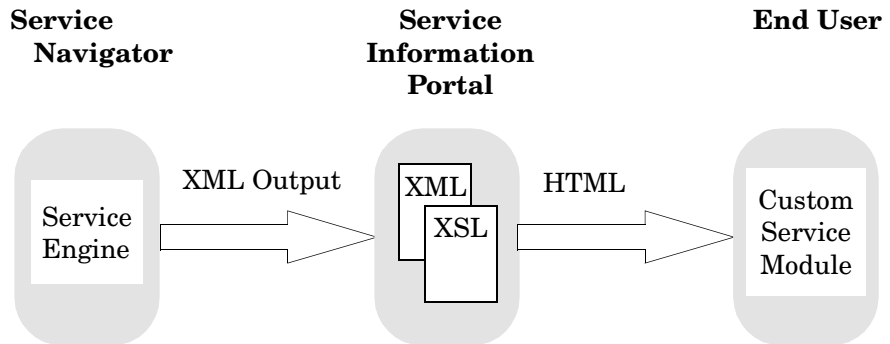 Service
Navigator
Service
Information
Portal
End User
Service
Engine
XML Output
XML
XSL
HTML
Custom
Service
Module